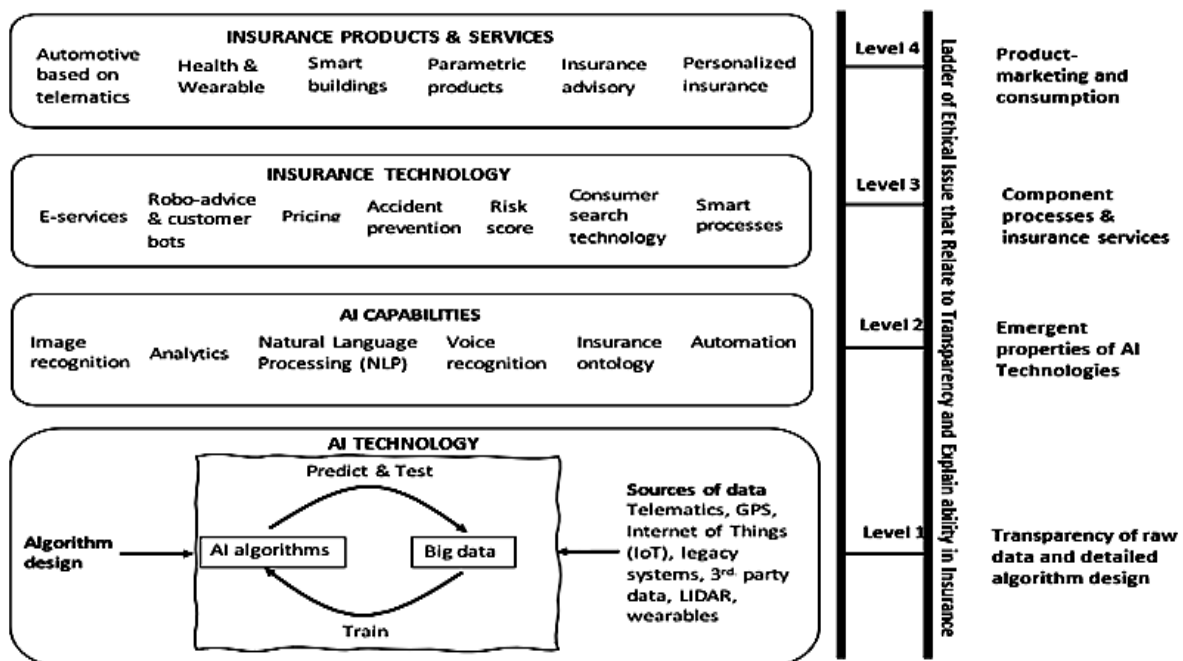 INSURANCE PRODUCTS & SERVICES
Automotive
based on
telematics
Health &
Wearable
Smart
buildings
Parametric
products
Insurance
advisory
Personalized
insurance
Level 4
Product-
marketing and
consumption
INSURANCE TECHNOLOGY
E-services
Robo-advice
& customer
bots
Pricing
Accident
prevention
Risk
score
Consumer
search
technology
Smart
processes
Level 3
Component
processes &
insurance services
AI CAPABILITIES
Image
recognition
Analytics
Natural Language
Processing (NLP)
Voice
recognition
Insurance
ontology
Automation
Level 2
Emergent
properties of AI
Technologies
AI TECHNOLOGY
Algorithm
design
Predict & Test
AI algorithms
Big data
Train
Sources of data
Telematics, GPS,
Internet of Things
(IoT), legacy
systems, 3rd. party
data, LIDAR,
wearables
Level 1
Transparency of raw
data and detailed
algorithm design
Ladder of Ethical Issue that Relate to Transparency and Explain ability in Insurance